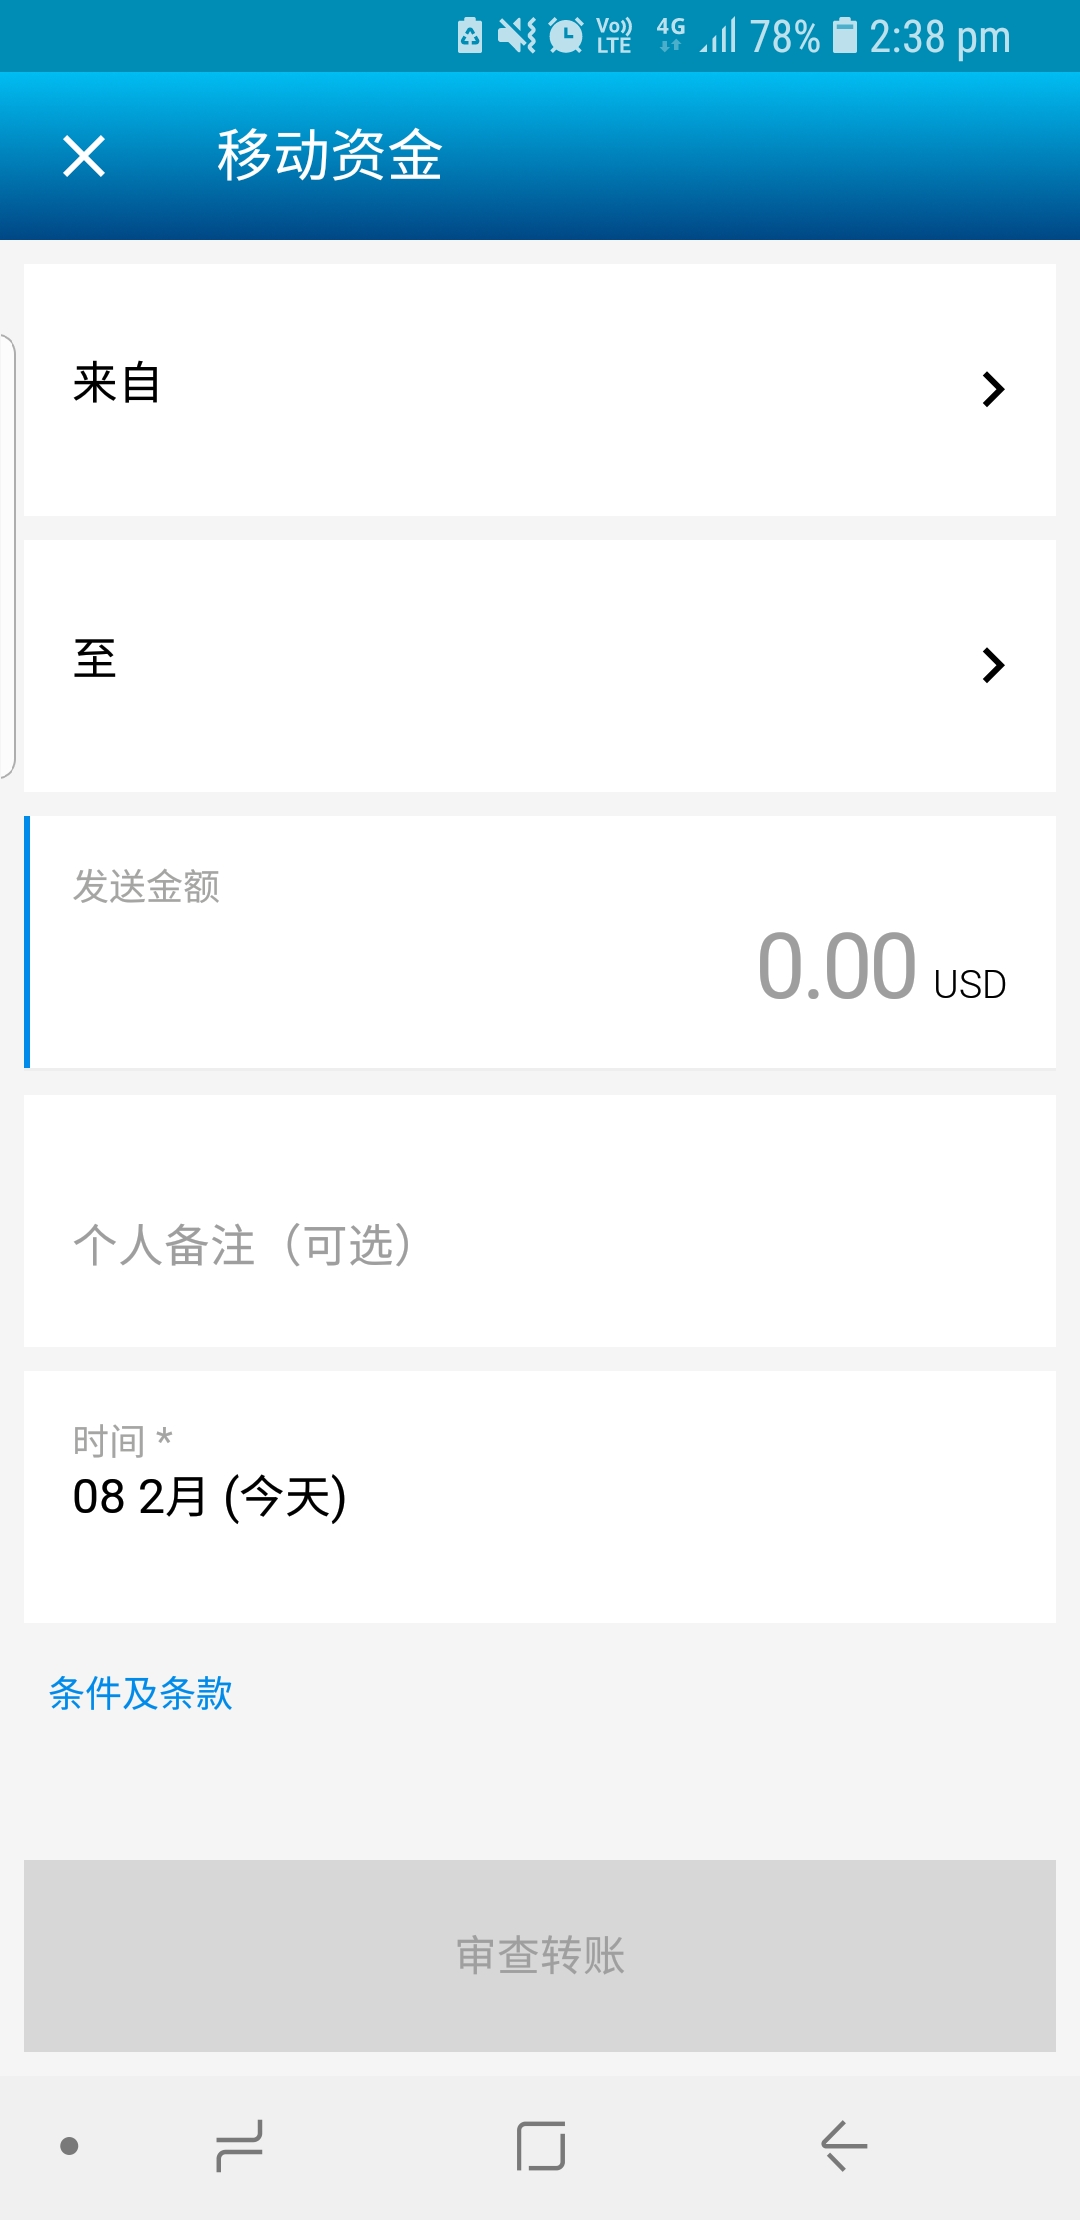 Vo)) LTE 4G 78% 2:38 pm
移动资金
来自
至
发送金额
0.00 USD
个人备注（可选）
时间 *
08 2月 (今天)
条件及条款
审查转账